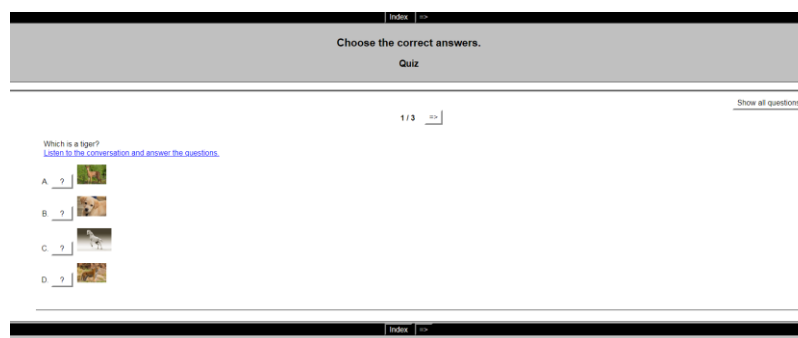 Index =>
Choose the correct answers.
Quiz
Show all questions
1 / 3 =>
Which is a tiger?
Listen to the conversation and answer the questions.
A. ?
B. ?
C. ?
D. ?
Index =>